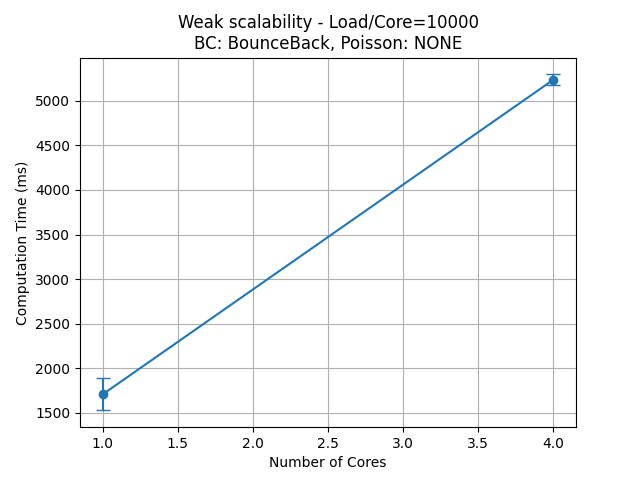 Weak scalability - Load/Core=10000
BC: BounceBack, Poisson: NONE
Computation Time (ms)
5000
4500
4000
3500
3000
2500
2000
1500
1.0 1.5 2.0 2.5 3.0 3.5 4.0
Number of Cores